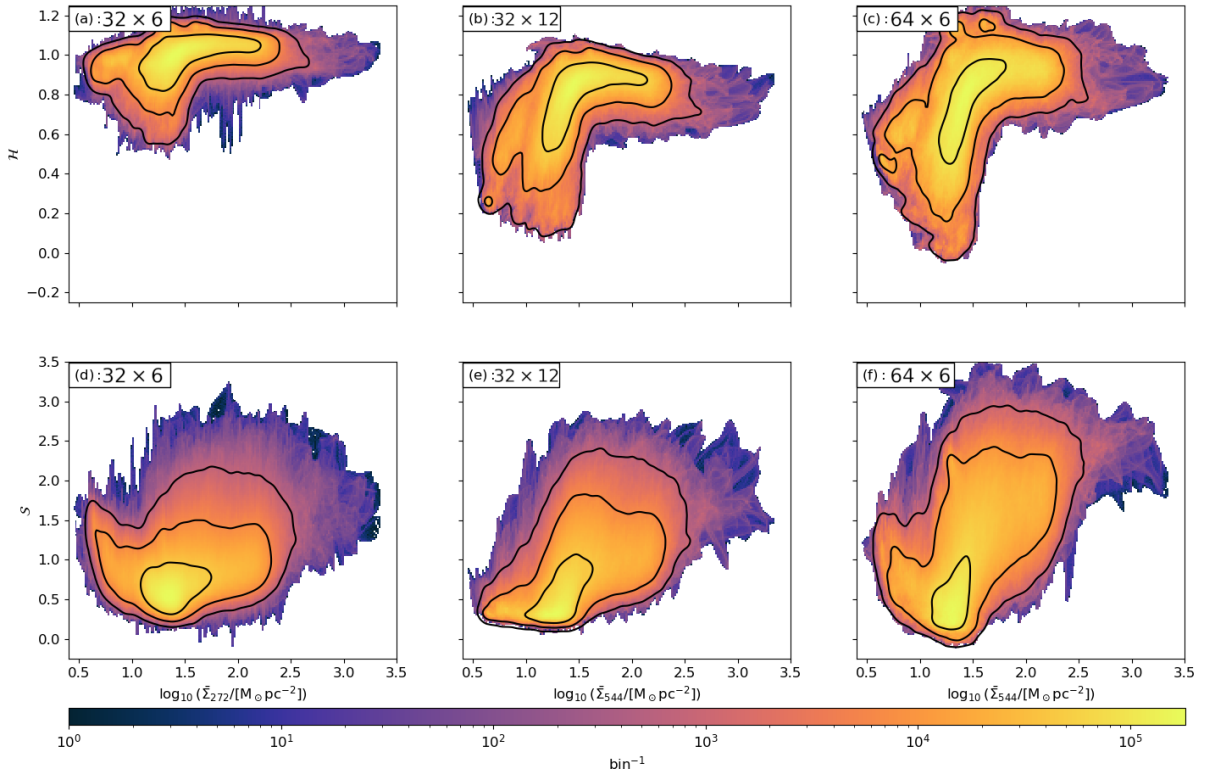 (a): 32 × 6
(b): 32 × 12
(c): 64 × 6
1.2
1.0
0.8
0.6
0.4
0.2
0.0
−0.2
ℋ
(d): 32 × 6
(e): 32 × 12
(f): 64 × 6
3.5
3.0
2.5
2.0
1.5
1.0
0.5
0.0
𝒮
0.5 1.0 1.5 2.0 2.5 3.0 3.5
0.5 1.0 1.5 2.0 2.5 3.0 3.5
0.5 1.0 1.5 2.0 2.5 3.0 3.5
log₁₀ (Σ̄₂₇₂/[M⊙pc⁻²])
log₁₀ (Σ̄₅₄₄/[M⊙pc⁻²])
log₁₀ (Σ̄₅₄₄/[M⊙pc⁻²])
10⁰ 10¹ 10² 10³ 10⁴ 10⁵
bin⁻¹